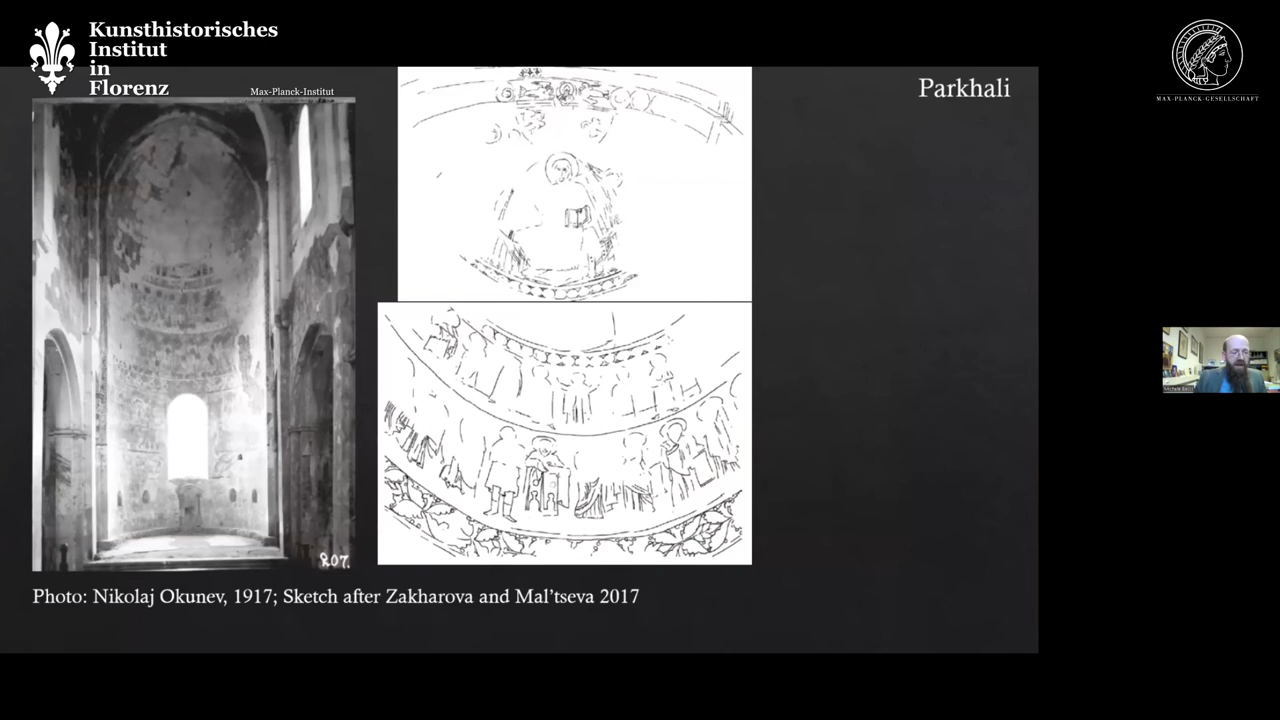 Kunsthistorisches
Institut
in
Florenz
Max-Planck-Institut
MAX-PLANCK-GESELLSCHAFT
Parkhali
207.
Photo: Nikolaj Okunev, 1917; Sketch after Zakharova and Mal’tseva 2017